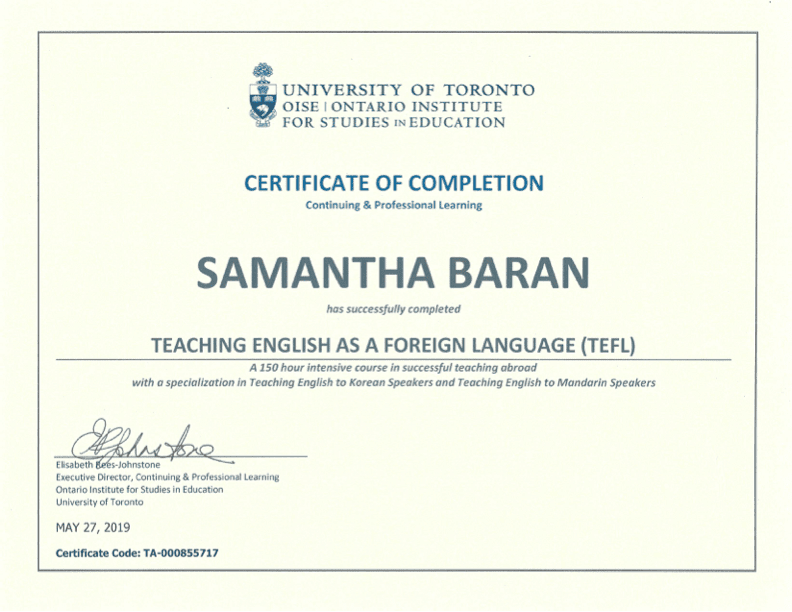 UNIVERSITY OF TORONTO
OISE | ONTARIO INSTITUTE
FOR STUDIES IN EDUCATION
CERTIFICATE OF COMPLETION
Continuing & Professional Learning
SAMANTHA BARAN
has successfully completed
TEACHING ENGLISH AS A FOREIGN LANGUAGE (TEFL)
A 150 hour intensive course in successful teaching abroad
with a specialization in Teaching English to Korean Speakers and Teaching English to Mandarin Speakers
Elisabeth Rees-Johnstone
Executive Director, Continuing & Professional Learning
Ontario Institute for Studies in Education
University of Toronto
MAY 27, 2019
Certificate Code: TA-000855717